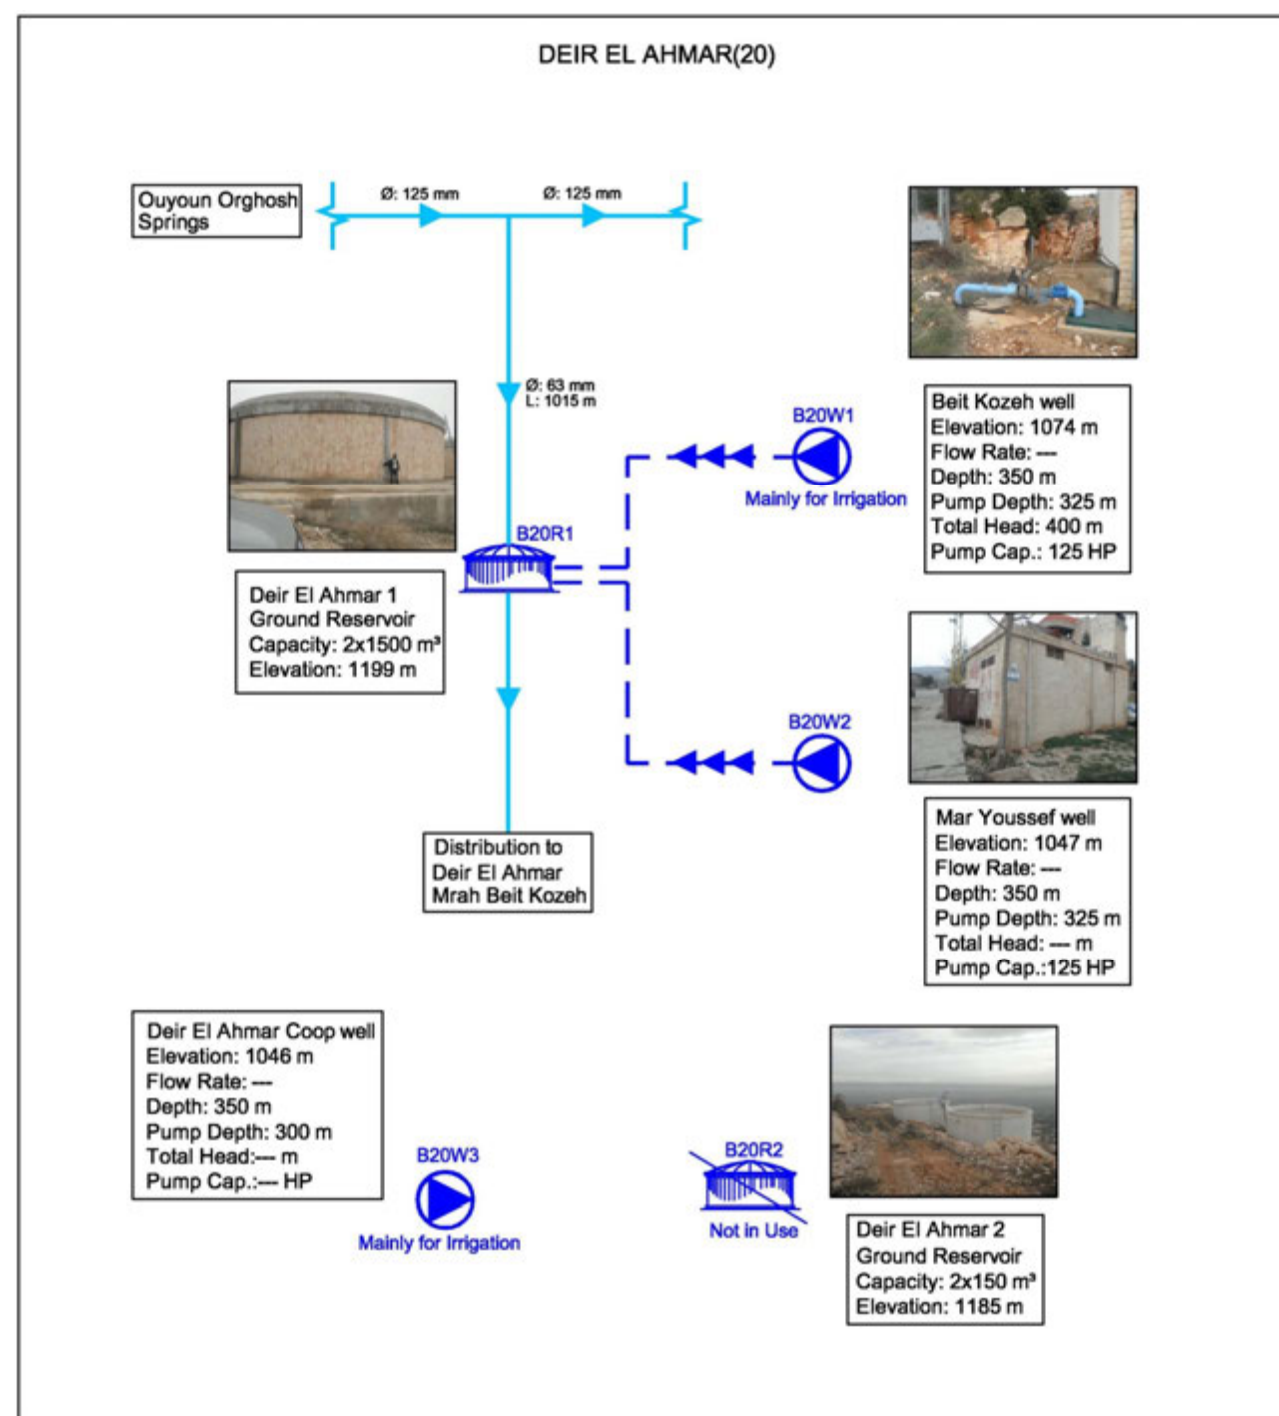 DEIR EL AHMAR(20)
Ouyoun Orghosh
Springs
Ø: 125 mm
Ø: 125 mm
Ø: 63 mm
L: 1015 m
B20W1
Mainly for Irrigation
Beit Kozeh well
Elevation: 1074 m
Flow Rate: ---
Depth: 350 m
Pump Depth: 325 m
Total Head: 400 m
Pump Cap.: 125 HP
B20R1
Deir El Ahmar 1
Ground Reservoir
Capacity: 2x1500 m³
Elevation: 1199 m
B20W2
Mar Youssef well
Elevation: 1047 m
Flow Rate: ---
Depth: 350 m
Pump Depth: 325 m
Total Head: --- m
Pump Cap.:125 HP
Distribution to
Deir El Ahmar
Mrah Beit Kozeh
Deir El Ahmar Coop well
Elevation: 1046 m
Flow Rate: ---
Depth: 350 m
Pump Depth: 300 m
Total Head:--- m
Pump Cap.:--- HP
B20W3
Mainly for Irrigation
B20R2
Not in Use
Deir El Ahmar 2
Ground Reservoir
Capacity: 2x150 m³
Elevation: 1185 m